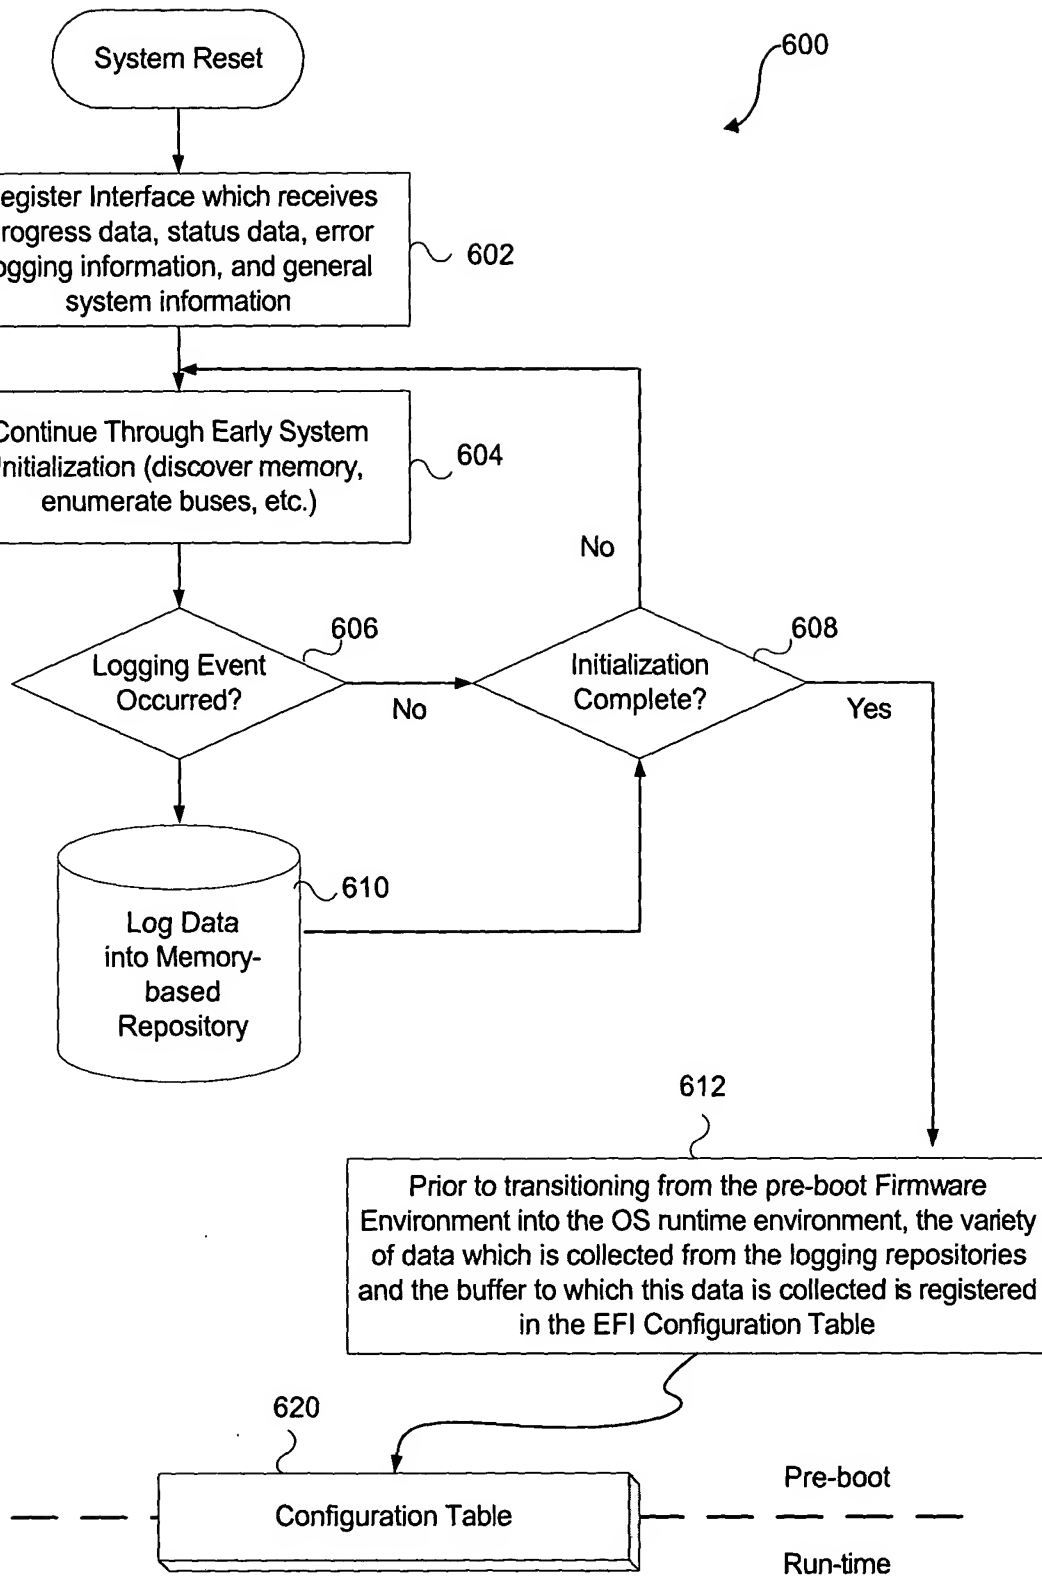 System Reset
600
egister Interface which receives
rogress data, status data, error
ogging information, and general
system information
602
Continue Through Early System
nitialization (discover memory,
enumerate buses, etc.)
604
No
606
Logging Event
Occurred?
No
608
Initialization
Complete?
Yes
610
Log Data
into Memory-
based
Repository
612
Prior to transitioning from the pre-boot Firmware
Environment into the OS runtime environment, the variety
of data which is collected from the logging repositories
and the buffer to which this data is collected is registered
in the EFI Configuration Table
620
Configuration Table
Pre-boot
Run-time